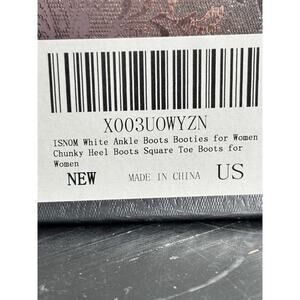 X003UOWYZN
ISNOM White Ankle Boots Booties for Women
Chunky Heel Boots Square Toe Boots for
Women
NEW MADE IN CHINA US